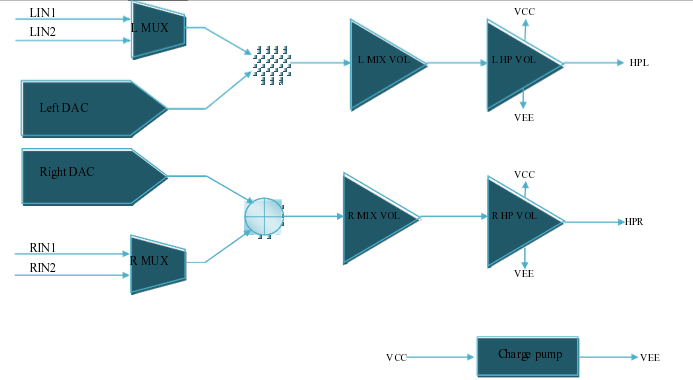 LIN1
LIN2
L MUX
Left DAC
L MIX VOL
VCC
L HP VOL
VEE
HPL
Right DAC
RIN1
RIN2
R MUX
R MIX VOL
VCC
R HP VOL
VEE
HPR
VCC
Charge pump
VEE